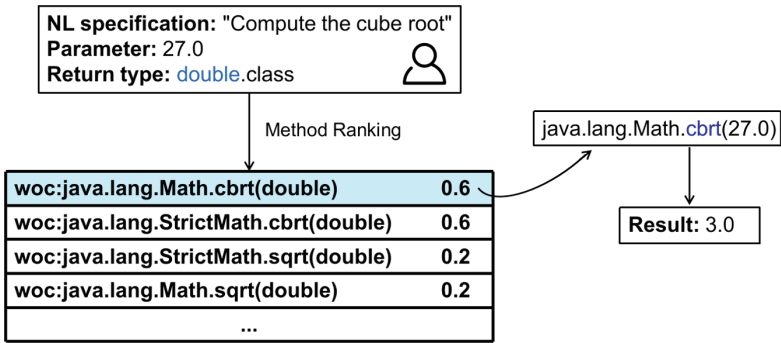 NL specification: "Compute the cube root"
Parameter: 27.0
Return type: double.class
Method Ranking
java.lang.Math.cbrt(27.0)
woc:java.lang.Math.cbrt(double) 0.6
woc:java.lang.StrictMath.cbrt(double) 0.6
Result: 3.0
woc:java.lang.StrictMath.sqrt(double) 0.2
woc:java.lang.Math.sqrt(double) 0.2
...